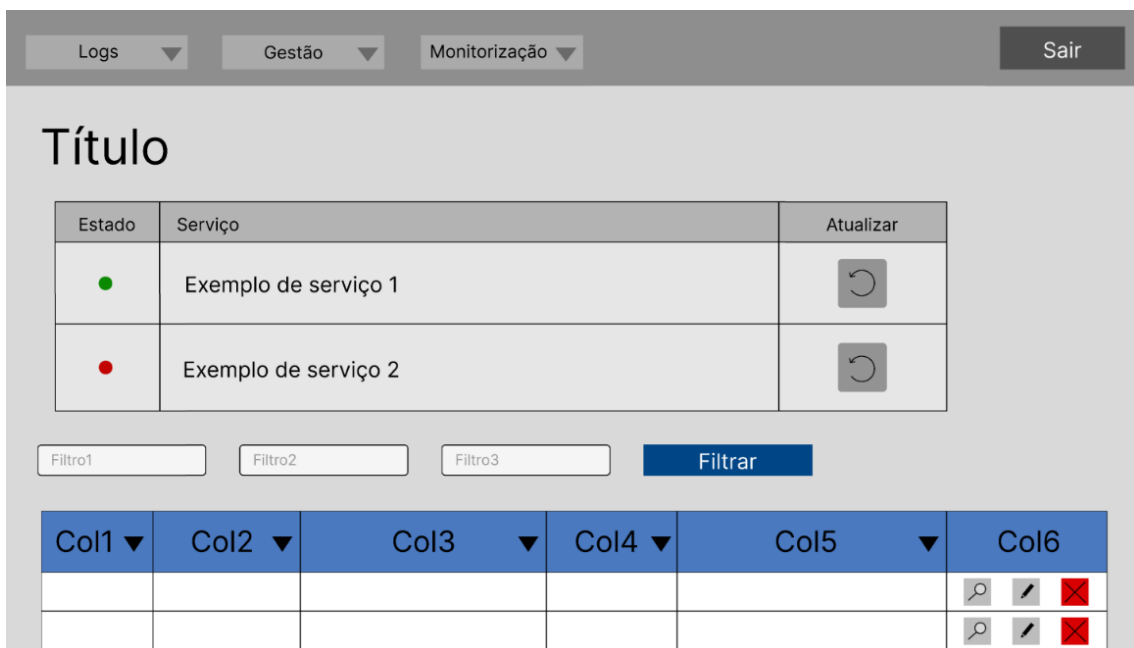 Logs Gestão Monitorização Sair
Título
Estado Serviço Atualizar
Exemplo de serviço 1
Exemplo de serviço 2
Filtro1 Filtro2 Filtro3 Filtrar
Col1 Col2 Col3 Col4 Col5 Col6